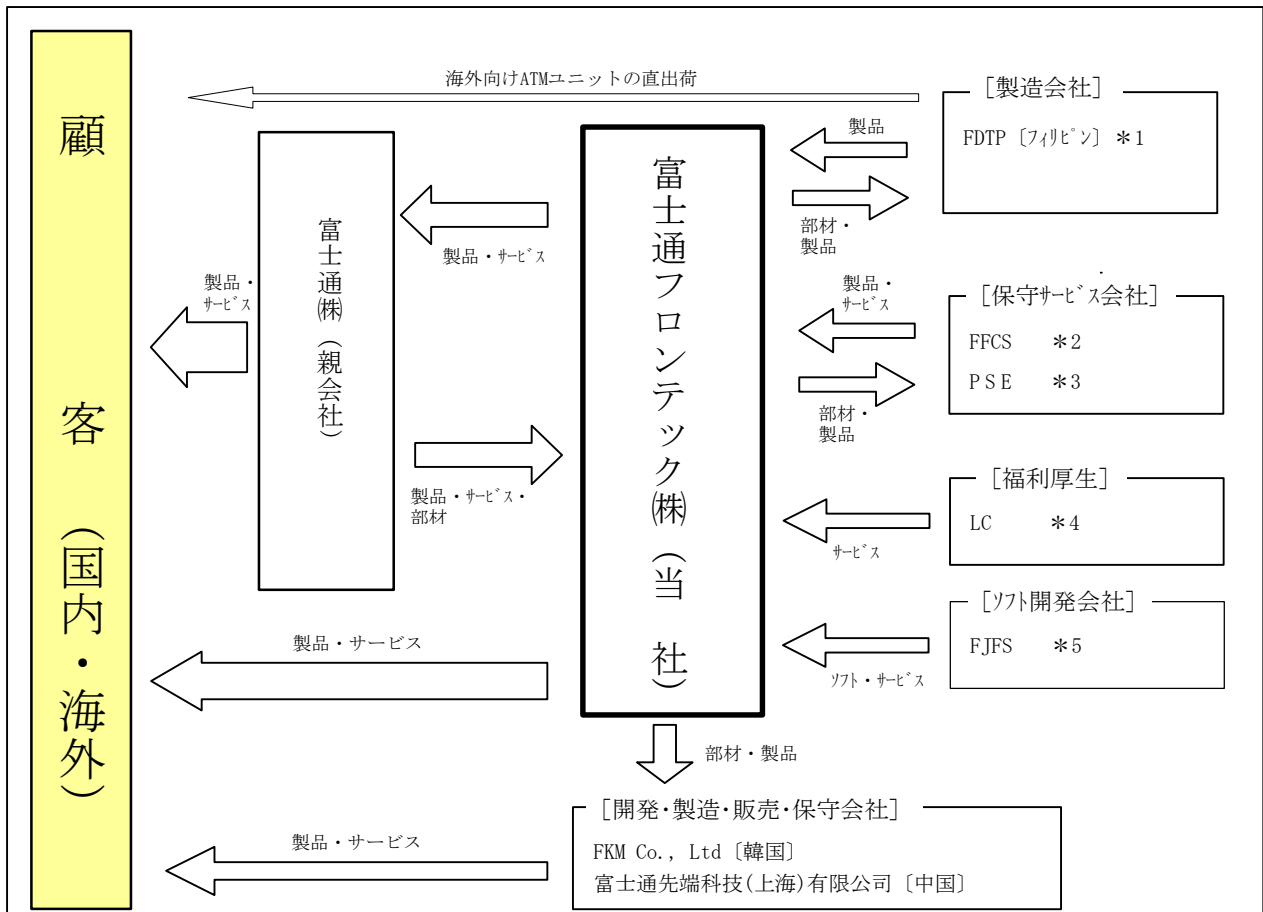 海外向けATMユニットの直出荷
［製造会社］
FDTP〔ﾌｨﾘﾋﾟﾝ〕＊1
製品
部材・
製品
顧客（国内・海外）
富士通㈱（親会社）
富士通フロンテック㈱（当社）
製品・サービス
製品・
サービス
製品・サービス・
部材
［保守サービス会社］
FFCS ＊2
PSE ＊3
製品・
サービス
部材・
製品
［福利厚生］
LC ＊4
サービス
［ソフト開発会社］
FJFS ＊5
ソフト・サービス
製品・サービス
部材・製品
［開発・製造・販売・保守会社］
FKM Co., Ltd〔韓国〕
富士通先端科技(上海)有限公司〔中国〕
製品・サービス